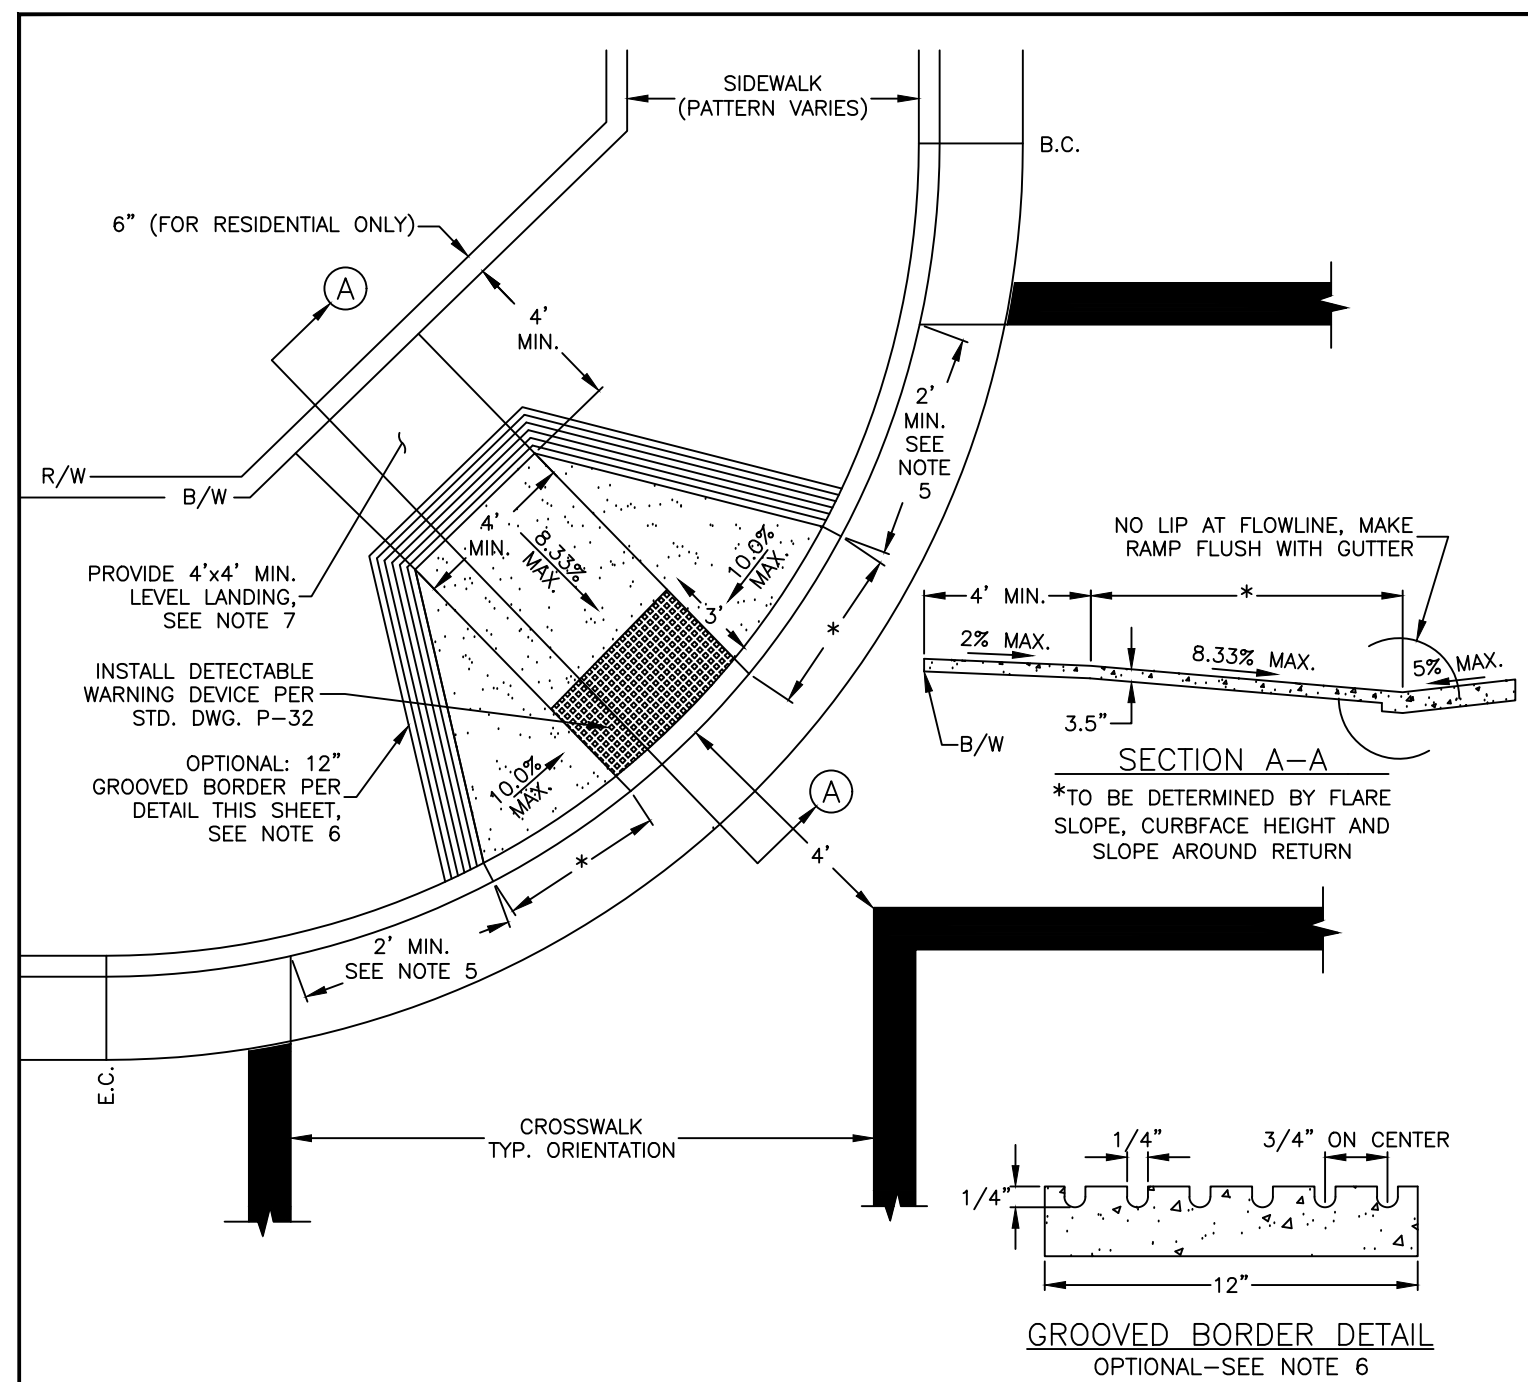 SIDEWALK
(PATTERN VARIES)
B.C.
6” (FOR RESIDENTIAL ONLY)
A
4'
MIN.
2'
MIN.
SEE
NOTE
5
R/W
B/W
4'
MIN.
8.33%
MAX.
10.0%
MAX.
3'
*
PROVIDE 4'x4' MIN.
LEVEL LANDING,
SEE NOTE 7
INSTALL DETECTABLE
WARNING DEVICE PER
STD. DWG. P-32
OPTIONAL: 12”
GROOVED BORDER PER
DETAIL THIS SHEET,
SEE NOTE 6
10.0%
MAX.
*
A
4'
2' MIN.
SEE NOTE 5
E.C.
CROSSWALK
TYP. ORIENTATION
NO LIP AT FLOWLINE, MAKE
RAMP FLUSH WITH GUTTER
4' MIN.
*
2% MAX.
8.33% MAX.
5% MAX.
3.5”
B/W
SECTION A-A
*TO BE DETERMINED BY FLARE
SLOPE, CURBFACE HEIGHT AND
SLOPE AROUND RETURN
1/4”
3/4” ON CENTER
1/4”
12”
GROOVED BORDER DETAIL
OPTIONAL-SEE NOTE 6